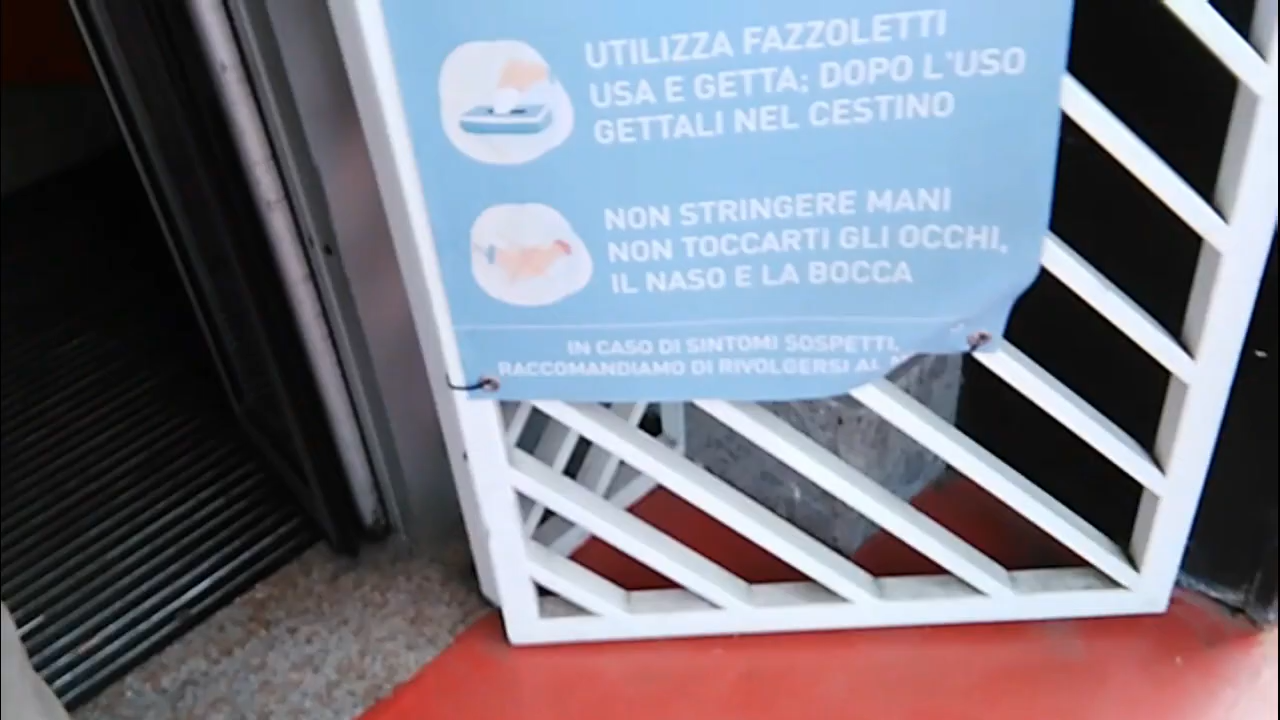 UTILIZZA FAZZOLETTI
USA E GETTA; DOPO L'USO
GETTALI NEL CESTINO
NON STRINGERE MANI
NON TOCCARTI GLI OCCHI,
IL NASO E LA BOCCA
IN CASO DI SINTOMI SOSPETTI,
RACCOMANDIAMO DI RIVOLGERSI AL